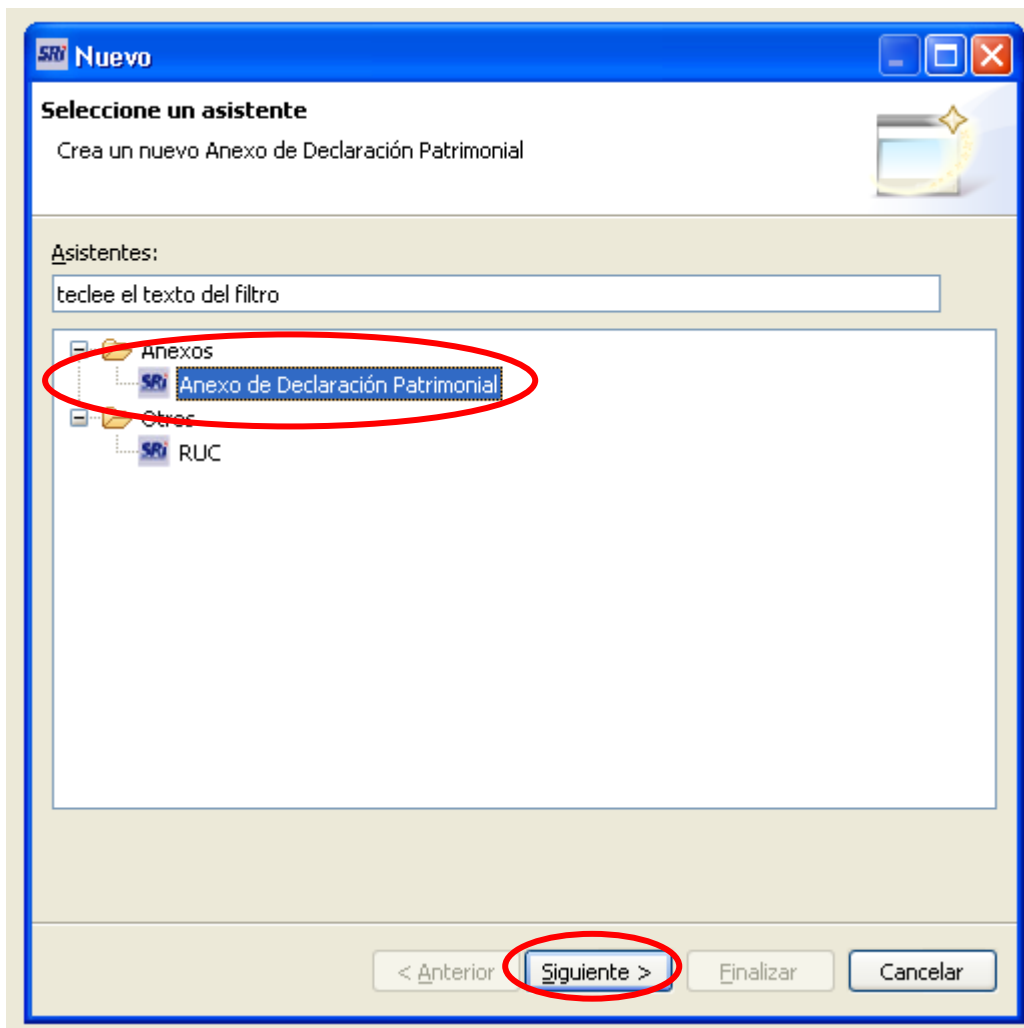 SRi Nuevo
Seleccione un asistente
Crea un nuevo Anexo de Declaración Patrimonial
Asistentes:
teclee el texto del filtro
Anexos
SRi Anexo de Declaración Patrimonial
Otros
SRi RUC
< Anterior Siguiente > Finalizar Cancelar